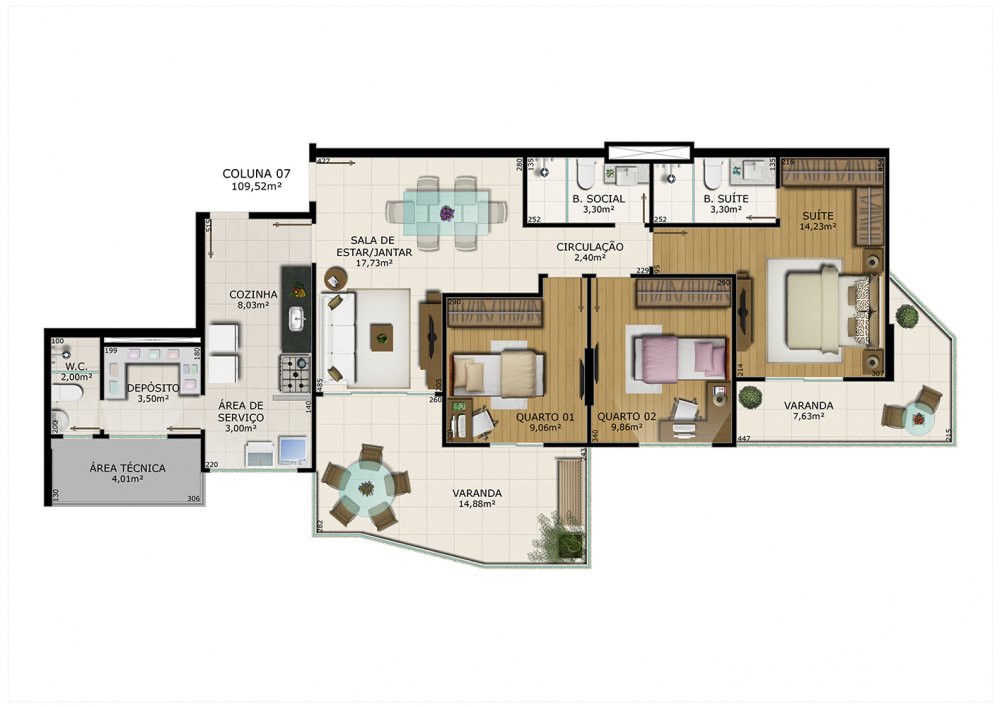 COLUNA 07
109,52m²
427
280
135
252
B. SOCIAL
3,30m²
252
B. SUÍTE
3,30m²
135
216
454
SUÍTE
14,23m²
515
SALA DE
ESTAR/JANTAR
17,73m²
CIRCULAÇÃO
2,40m²
229
95
COZINHA
8,03m²
290
290
100
W.C.
2,00m²
199
180
DEPÓSITO
3,50m²
200
485
205
260
140
ÁREA DE
SERVIÇO
3,00m²
220
QUARTO 01
9,06m²
QUARTO 02
9,86m²
340
214
307
VARANDA
7,63m²
447
215
ÁREA TÉCNICA
4,01m²
130
306
VARANDA
14,88m²
243
282